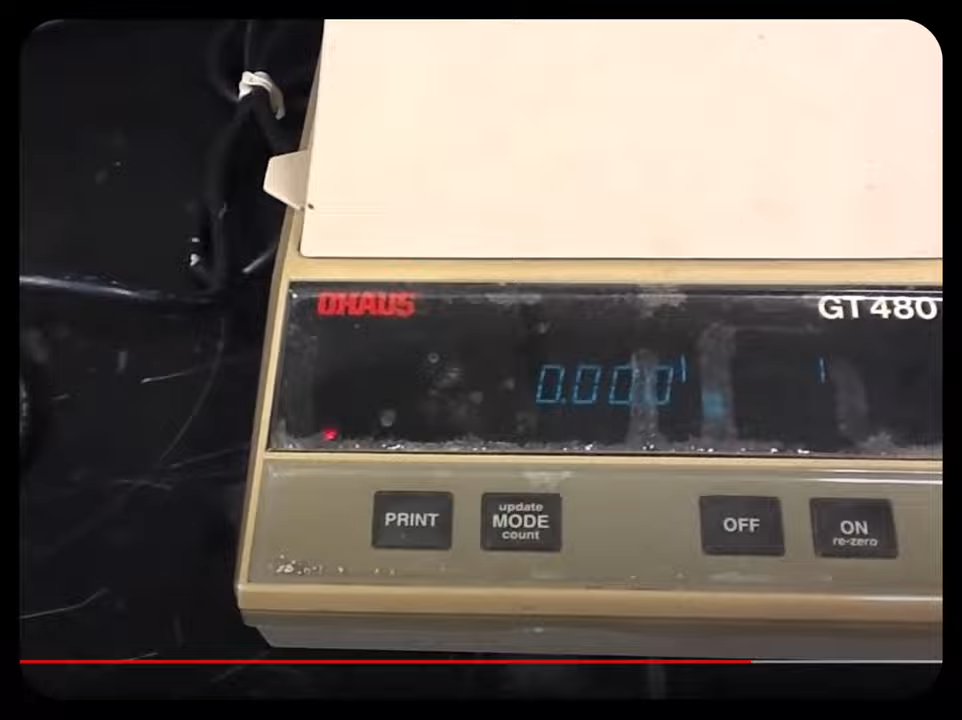 OHAUS
GT480
0.000
PRINT
update
MODE
count
OFF
ON
re-zero